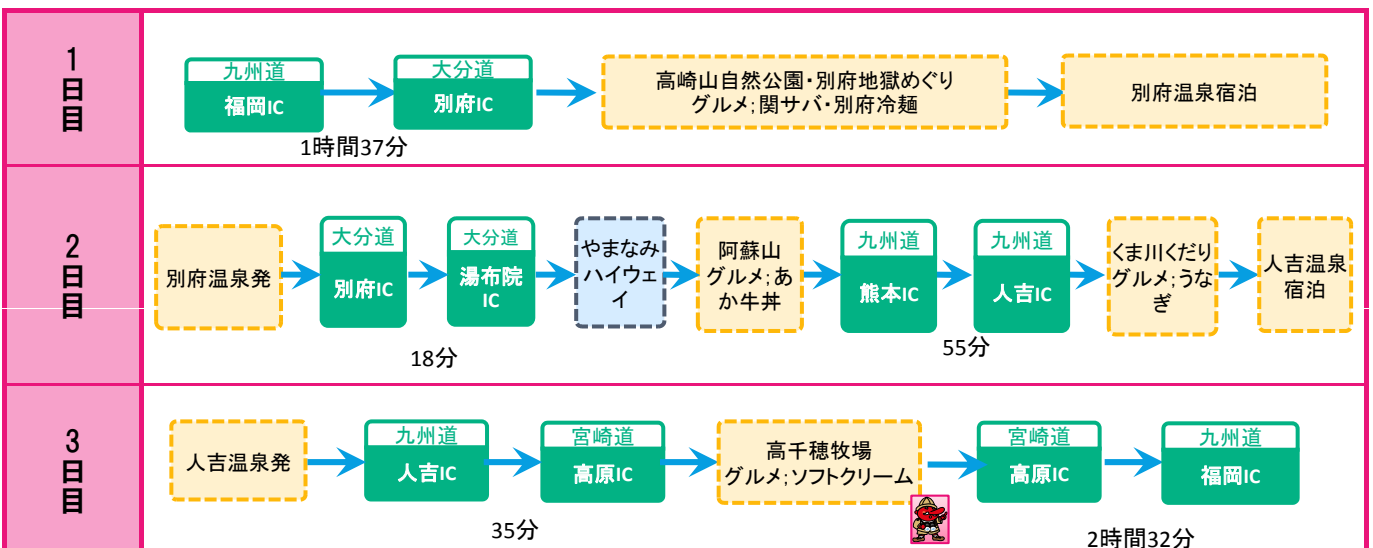 1
日
目
九州道
福岡IC
大分道
別府IC
1時間37分
高崎山自然公園・別府地獄めぐり
グルメ;関サバ・別府冷麺
別府温泉宿泊
2
日
目
別府温泉発
大分道
別府IC
大分道
湯布院
IC
18分
やまなみ
ハイウェ
イ
阿蘇山
グルメ;あ
か牛丼
九州道
熊本IC
九州道
人吉IC
55分
くま川くだり
グルメ;うな
ぎ
人吉温泉
宿泊
3
日
目
人吉温泉発
九州道
人吉IC
宮崎道
高原IC
35分
高千穂牧場
グルメ;ソフトクリーム
宮崎道
高原IC
九州道
福岡IC
2時間32分